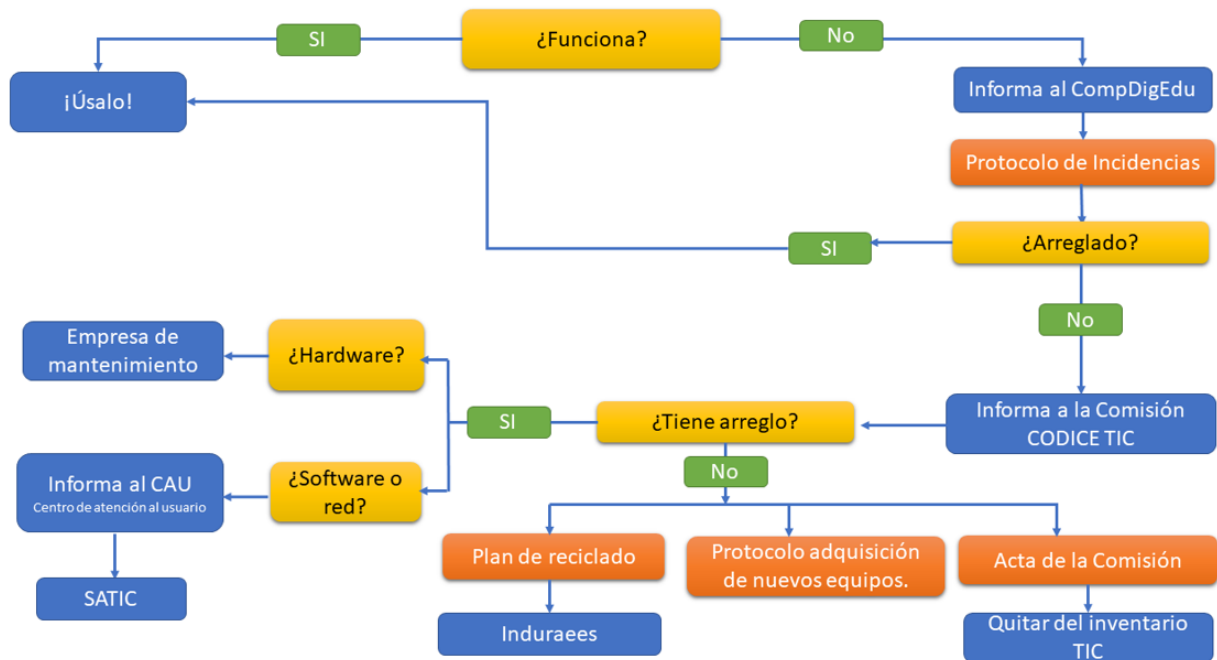 ¿Funciona?
SI
No
¡Úsalo!
Informa al CompDigEdu
Protocolo de Incidencias
¿Arreglado?
SI
No
Empresa de
mantenimiento
¿Hardware?
SI
¿Tiene arreglo?
Informa a la Comisión
CODICE TIC
No
Informa al CAU
Centro de atención al usuario
¿Software o
red?
Plan de reciclado
Protocolo adquisición
de nuevos equipos.
Acta de la Comisión
SATIC
Induraees
Quitar del inventario
TIC